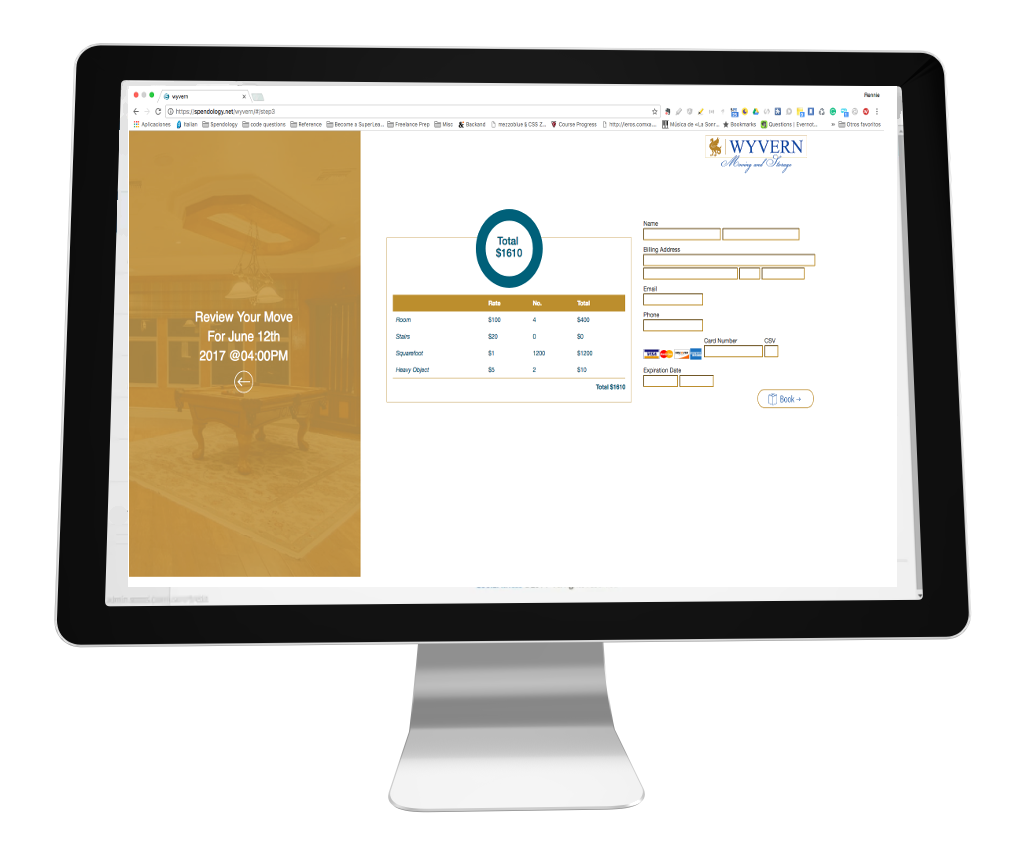 wyvern x
Rennie
https://spendology.net/wyvern/#/step3
Aplicaciones Italian Spendology code questions Reference Become a SuperLea... Freelance Prep Misc Backand mezzoblue § CSS Z... Course Progress http://eros.comxa.... Música de «La Sorr... Bookmarks Questions | Evernot... » Otros favoritos
WYVERN
Moving and Storage
Review Your Move
For June 12th
2017 @04:00PM
Total
$1610
Rate No. Total
Room $100 4 $400
Stairs $20 0 $0
Squarefoot $1 1200 $1200
Heavy Object $5 2 $10
Total $1610
Name
Billing Address
Email
Phone
Card Number CSV
VISA
Expiration Date
Book →